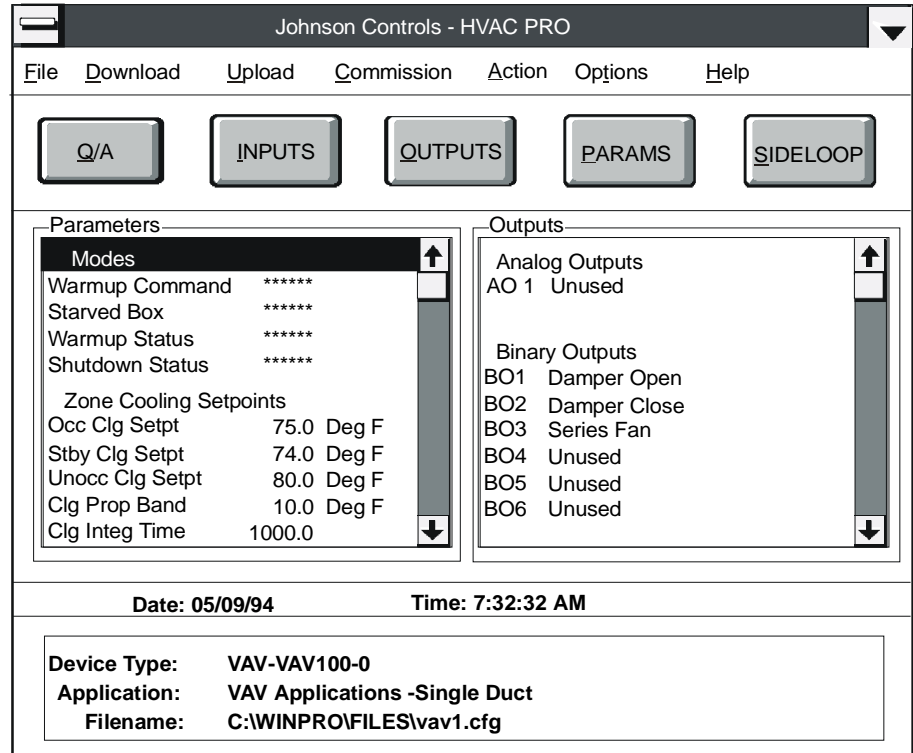 Johnson Controls - HVAC PRO
File Download Upload Commission Action Options Help
Q/A INPUTS OUTPUTS PARAMS SIDELOOP
Parameters
Modes
Warmup Command ******
Starved Box ******
Warmup Status ******
Shutdown Status ******
Zone Cooling Setpoints
Occ Clg Setpt 75.0 Deg F
Stby Clg Setpt 74.0 Deg F
Unocc Clg Setpt 80.0 Deg F
Clg Prop Band 10.0 Deg F
Clg Integ Time 1000.0
Outputs
Analog Outputs
AO 1 Unused
Binary Outputs
BO1 Damper Open
BO2 Damper Close
BO3 Series Fan
BO4 Unused
BO5 Unused
BO6 Unused
Date: 05/09/94 Time: 7:32:32 AM
Device Type: VAV-VAV100-0
Application: VAV Applications -Single Duct
Filename: C:\WINPRO\FILES\vav1.cfg